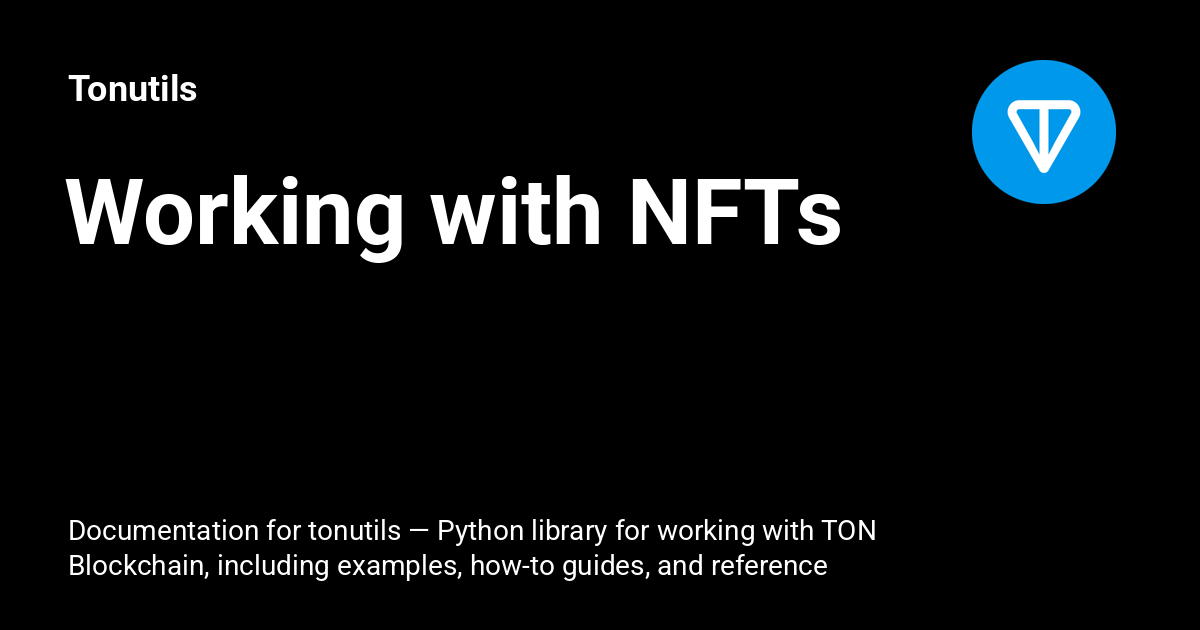 Tonutils
Working with NFTs
Documentation for tonutils — Python library for working with TON
Blockchain, including examples, how-to guides, and reference